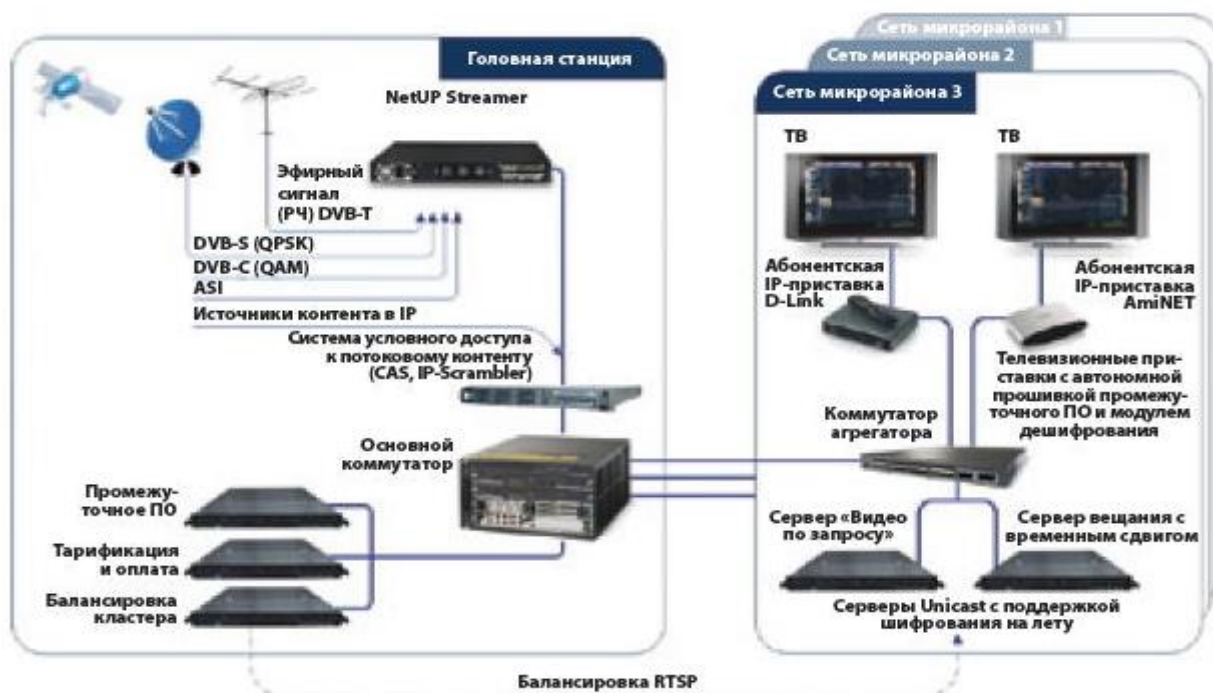 Головная станция
NetUP Streamer
Эфирный
сигнал
(РЧ) DVB-T
DVB-S (QPSK)
DVB-C (QAM)
ASI
Источники контента в IP
Система условного доступа
к потоковому контенту
(CAS, IP-Scrambler)
Основной
коммутатор
Промежу-
точное ПО
Тарификация
и оплата
Балансировка
кластера
Сеть микрорайона 1
Сеть микрорайона 2
Сеть микрорайона 3
ТВ
ТВ
Абонентская
IP-приставка
D-Link
Абонентская
IP-приставка
AmiNET
Телевизионные при-
ставки с автономной
прошивкой промежу-
точного ПО и модулем
дешифрования
Коммутатор
агрегатора
Сервер «Видео
по запросу»
Сервер вещания с
временным сдвигом
Серверы Unicast с поддержкой
шифрования на лету
Балансировка RTSP